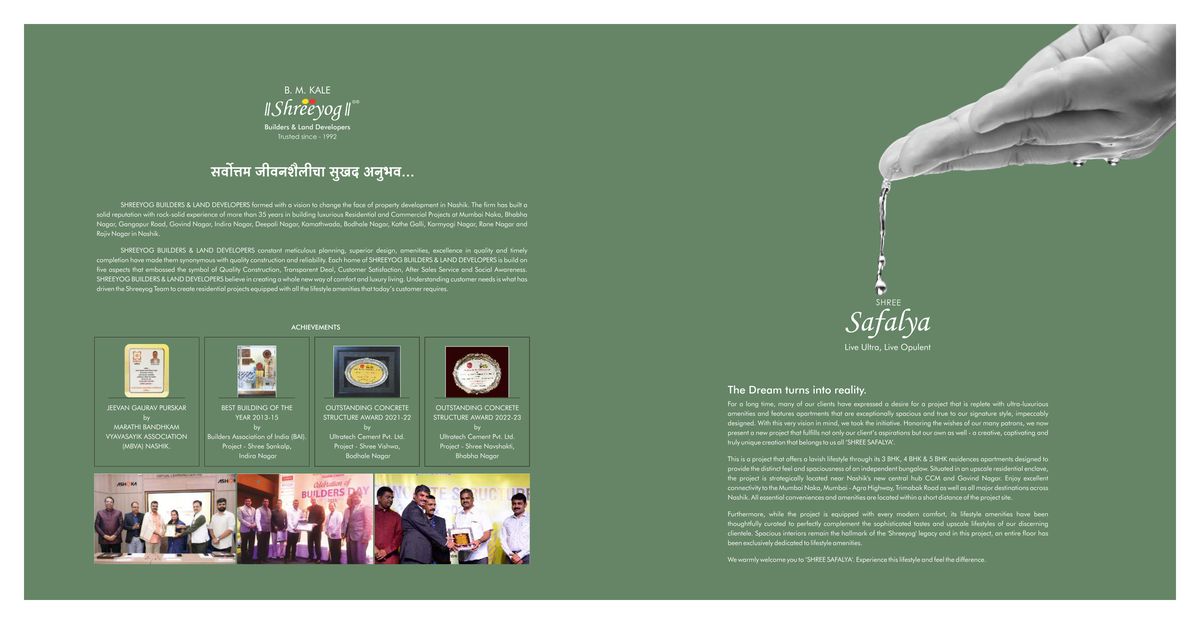 B. M. KALE
॥Shreeyog॥
Builders & Land Developers
Trusted since - 1992
सर्वोत्तम जीवनशैलीचा सुखद अनुभव...
SHREEYOG BUILDERS & LAND DEVELOPERS formed with a vision to change the face of property development in Nashik. The firm has built a
solid reputation with rock-solid experience of more than 35 years in building luxurious Residential and Commercial Projects at Mumbai Naka, Bhabha
Nagar, Gangapur Road, Govind Nagar, Indira Nagar, Deepali Nagar, Kamathwada, Bodhale Nagar, Kathe Galli, Karmyogi Nagar, Rane Nagar and
Rajiv Nagar in Nashik.
SHREEYOG BUILDERS & LAND DEVELOPERS constant meticulous planning, superior design, amenities, excellence in quality and timely
completion have made them synonymous with quality construction and reliability. Each home of SHREEYOG BUILDERS & LAND DEVELOPERS is build on
five aspects that embossed the symbol of Quality Construction, Transparent Deal, Customer Satisfaction, After Sales Service and Social Awareness.
SHREEYOG BUILDERS & LAND DEVELOPERS believe in creating a whole new way of comfort and luxury living. Understanding customer needs is what has
driven the Shreeyog Team to create residential projects equipped with all the lifestyle amenities that today's customer requires.
ACHIEVEMENTS
JEEVAN GAURAV PURSKAR
by
MARATHI BANDHKAM
VYAVASAYIK ASSOCIATION
(MBVA) NASHIK.
BEST BUILDING OF THE
YEAR 2013-15
by
Builders Association of India (BAI).
Project - Shree Sankalp,
Indira Nagar
OUTSTANDING CONCRETE
STRUCTURE AWARD 2021-22
by
Ultratech Cement Pvt. Ltd.
Project - Shree Vishwa,
Bodhale Nagar
OUTSTANDING CONCRETE
STRUCTURE AWARD 2022-23
by
Ultratech Cement Pvt. Ltd.
Project - Shree Navshakti,
Bhabha Nagar
ASHOKA
ASHOKA
Celebration of
BUILDERS DAY
SHREE
Safalya
Live Ultra, Live Opulent
The Dream turns into reality.
For a long time, many of our clients have expressed a desire for a project that is replete with ultra-luxurious
amenities and features apartments that are exceptionally spacious and true to our signature style, impeccably
designed. With this very vision in mind, we took the initiative. Honoring the wishes of our many patrons, we now
present a new project that fulfills not only our client's aspirations but our own as well - a creative, captivating and
truly unique creation that belongs to us all 'SHREE SAFALYA'.
This is a project that offers a lavish lifestyle through its 3 BHK, 4 BHK & 5 BHK residences apartments designed to
provide the distinct feel and spaciousness of an independent bungalow. Situated in an upscale residential enclave,
the project is strategically located near Nashik's new central hub CCM and Govind Nagar. Enjoy excellent
connectivity to the Mumbai Naka, Mumbai - Agra Highway, Trimabak Road as well as all major destinations across
Nashik. All essential conveniences and amenities are located within a short distance of the project site.
Furthermore, while the project is equipped with every modern comfort, its lifestyle amenities have been
thoughtfully curated to perfectly complement the sophisticated tastes and upscale lifestyles of our discerning
clientele. Spacious interiors remain the hallmark of the 'Shreeyog' legacy and in this project, an entire floor has
been exclusively dedicated to lifestyle amenities.
We warmly welcome you to 'SHREE SAFALYA'. Experience this lifestyle and feel the difference.